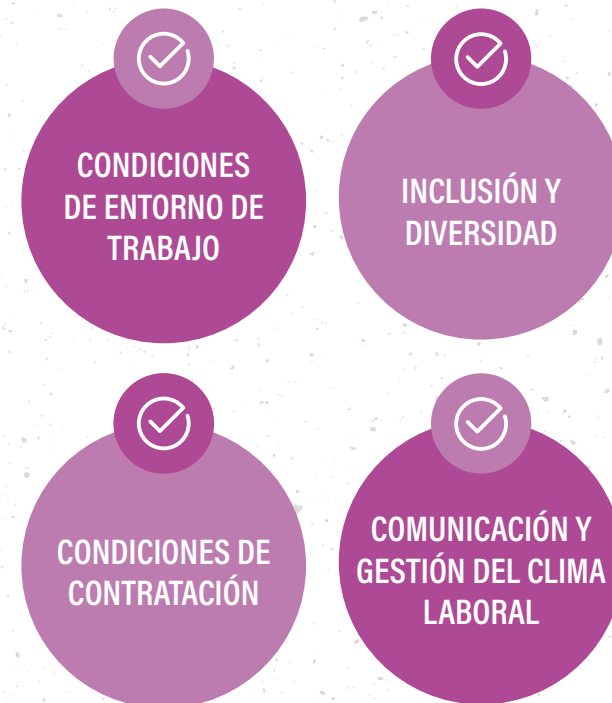 CONDICIONES
DE ENTORNO DE
TRABAJO
INCLUSIÓN Y
DIVERSIDAD
CONDICIONES DE
CONTRATACIÓN
COMUNICACIÓN Y
GESTIÓN DEL CLIMA
LABORAL